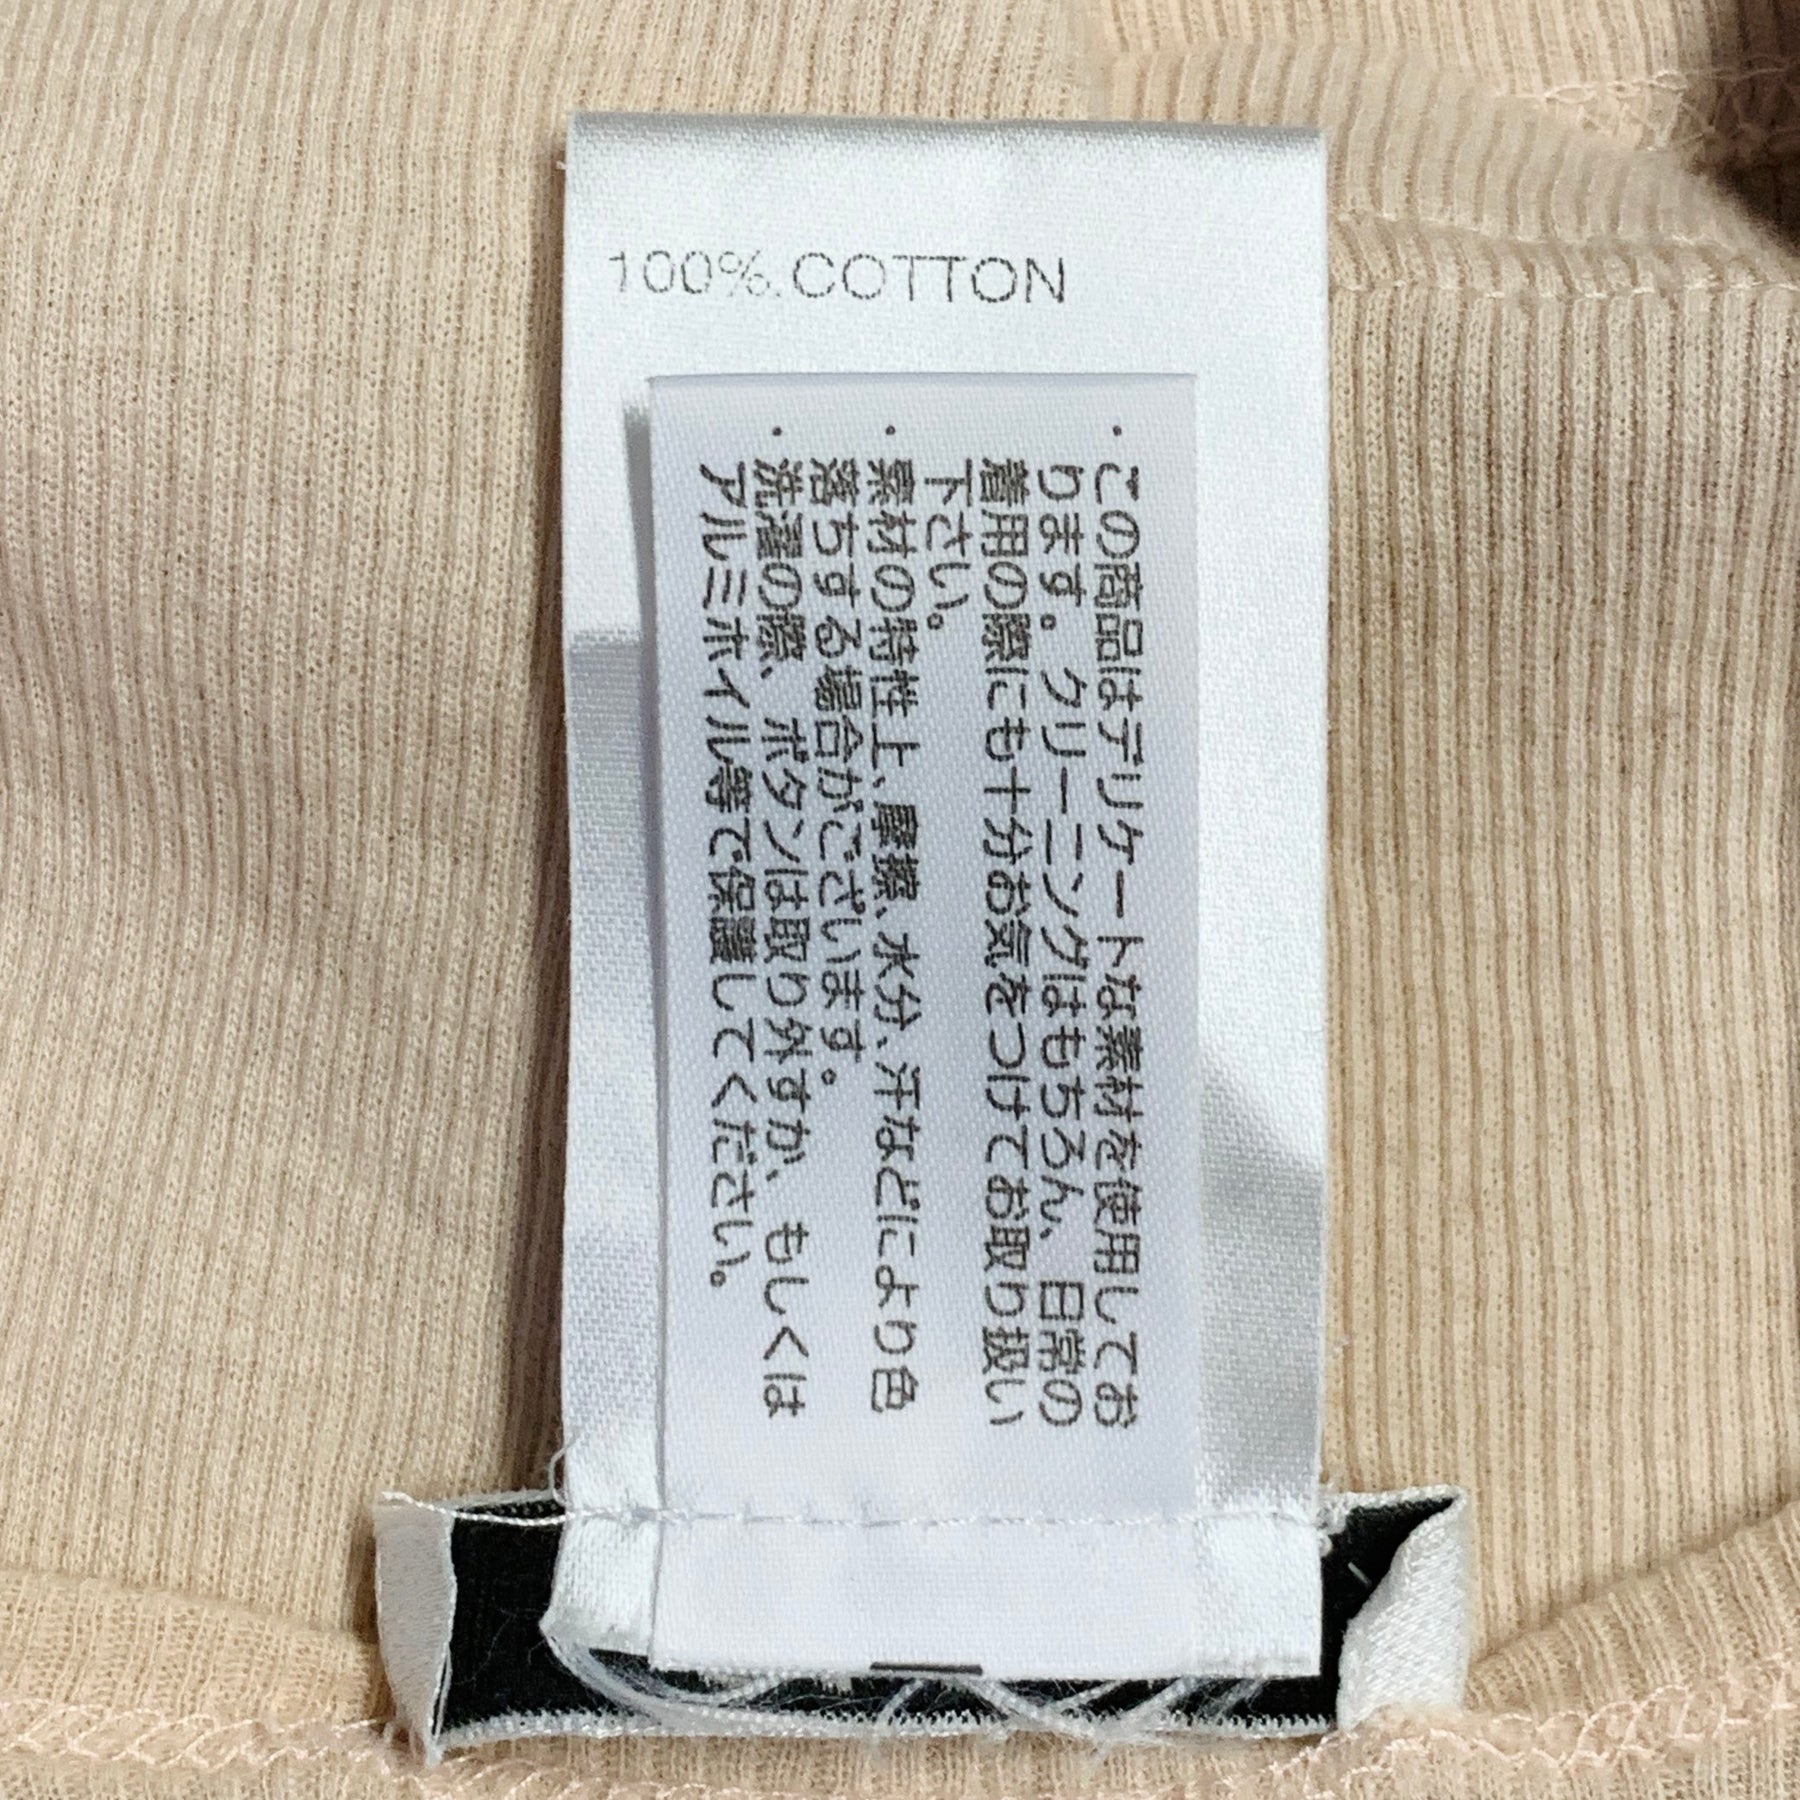 100% COTTON
・この商品はデリケートな素材を使用してお
ります。クリーニングはもちろん、日常の
着用の際にも十分お気をつけてお取り扱い
下さい。
・素材の特性上、摩擦、水分、汗などにより色
落ちする場合がございます。
・洗濯の際、ボタンは取り外すか、もしくは
アルミホイル等で保護してください。